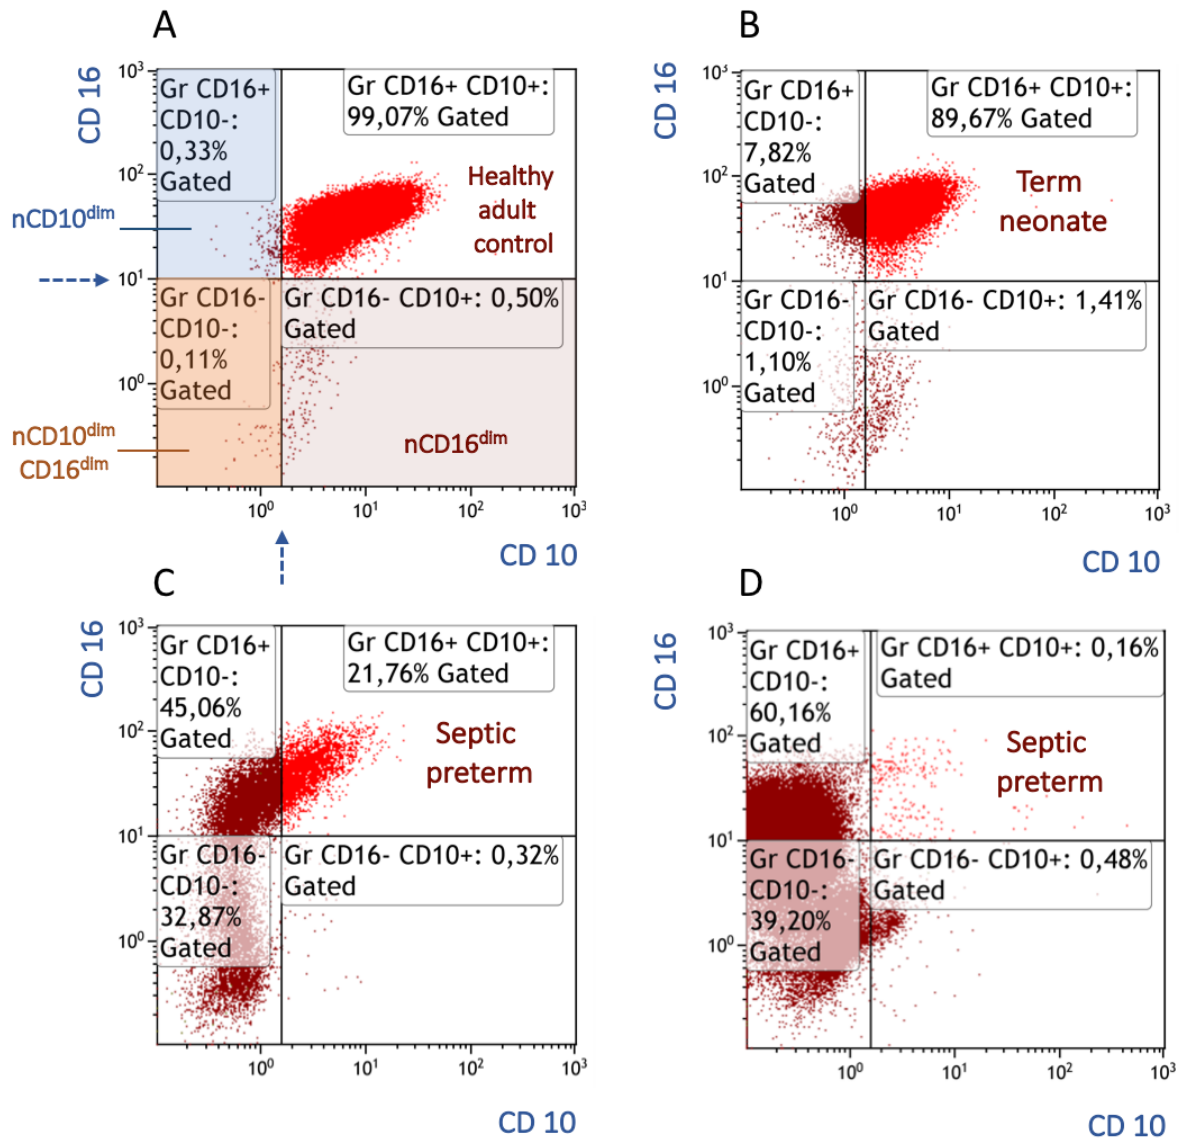 A
CD 16
10³
10²
10¹
10⁰
Gr CD16+
CD10-:
0,33%
Gated
Gr CD16+ CD10+:
99,07% Gated
Healthy
adult
control
nCD10dim
Gr CD16-
CD10-:
0,11%
Gated
Gr CD16- CD10+: 0,50%
Gated
nCD10dim
CD16dim
nCD16dim
10⁰ 10¹ 10² 10³
CD 10
B
CD 16
10³
10²
10¹
10⁰
Gr CD16+
CD10-:
7,82%
Gated
Gr CD16+ CD10+:
89,67% Gated
Term
neonate
Gr CD16-
CD10-:
1,10%
Gated
Gr CD16- CD10+: 1,41%
Gated
10⁰ 10¹ 10² 10³
CD 10
C
CD 16
10³
10²
10¹
10⁰
Gr CD16+
CD10-:
45,06%
Gated
Gr CD16+ CD10+:
21,76% Gated
Septic
preterm
Gr CD16-
CD10-:
32,87%
Gated
Gr CD16- CD10+: 0,32%
Gated
10⁰ 10¹ 10² 10³
CD 10
D
CD 16
10³
10²
10¹
10⁰
Gr CD16+
CD10-:
60,16%
Gated
Gr CD16+ CD10+: 0,16%
Gated
Septic
preterm
Gr CD16-
CD10-:
39,20%
Gated
Gr CD16- CD10+: 0,48%
Gated
10⁰ 10¹ 10² 10³
CD 10